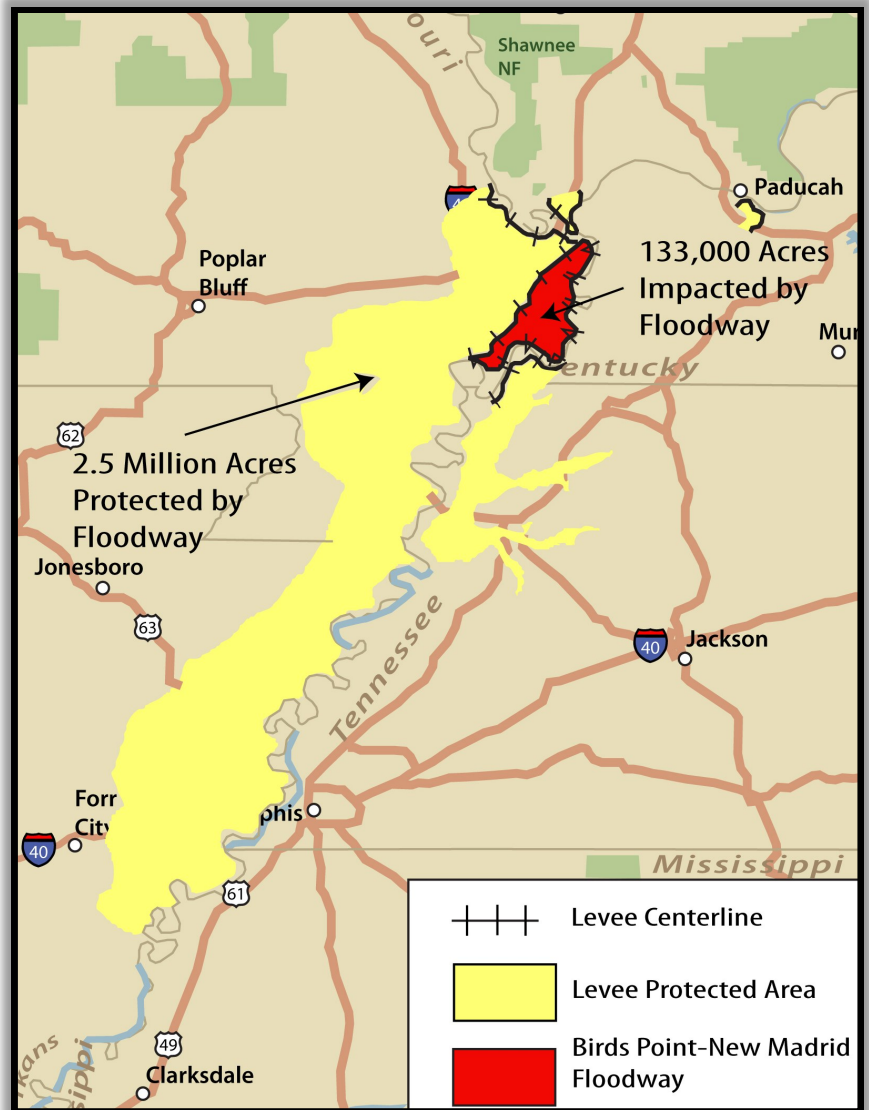 ouri
Shawnee
NF
Paducah
133,000 Acres
Impacted by
Floodway
Poplar
Bluff
Mur
entucky
62
2.5 Million Acres
Protected by
Floodway
Jonesboro
63
Tennessee
40
Jackson
Forr
City
phis
40
61
Mississippi
Levee Centerline
Levee Protected Area
Birds Point-New Madrid
Floodway
49
kans
sippi
Clarksdale